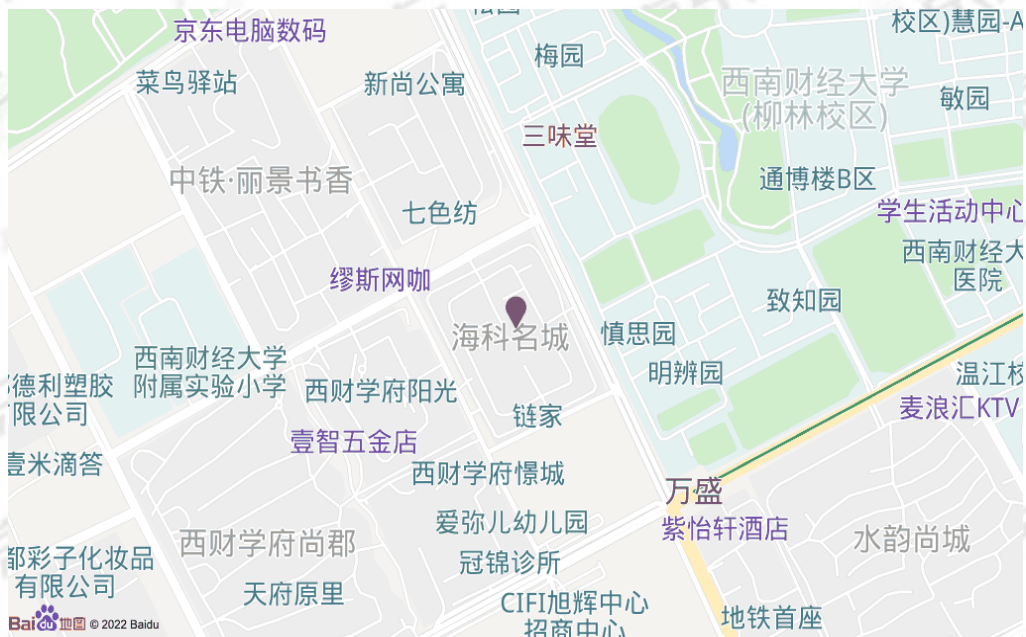 京东电脑数码
梅园
校区)慧园-A
菜鸟驿站
新尚公寓
西南财经大学
(柳林校区)
敏园
三味堂
中铁·丽景书香
通博楼B区
七色纺
学生活动中心
西南财经大
医院
缪斯网咖
致知园
海科名城
慎思园
西南财经大学
附属实验小学
明辨园
温江校
德利塑胶
限公司
西财学府阳光
麦浪汇KTV
链家
壹智五金店
壹米滴答
西财学府憬城
万盛
爱弥儿幼儿园
紫怡轩酒店
西财学府尚郡
水韵尚城
都彩子化妆品
有限公司
冠锦诊所
天府原里
CIFI旭辉中心
招商中心
地铁首座
Bai du 地图 © 2022 Baidu